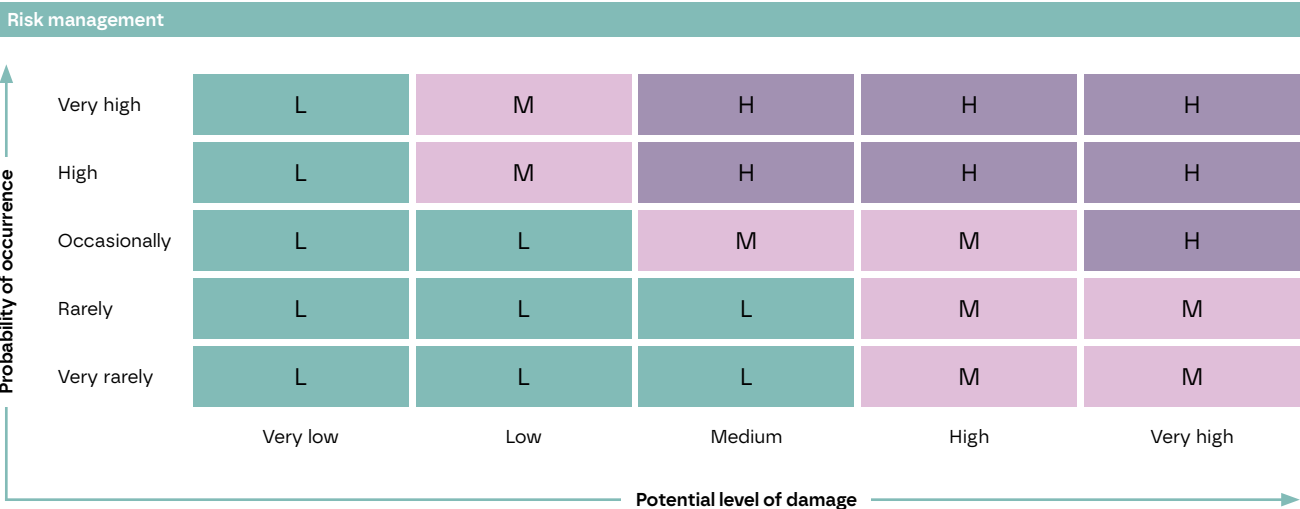 Risk management
Probability of occurrence
Very high L M H H H
High L M H H H
Occasionally L L M M H
Rarely L L L M M
Very rarely L L L M M
Very low Low Medium High Very high
Potential level of damage